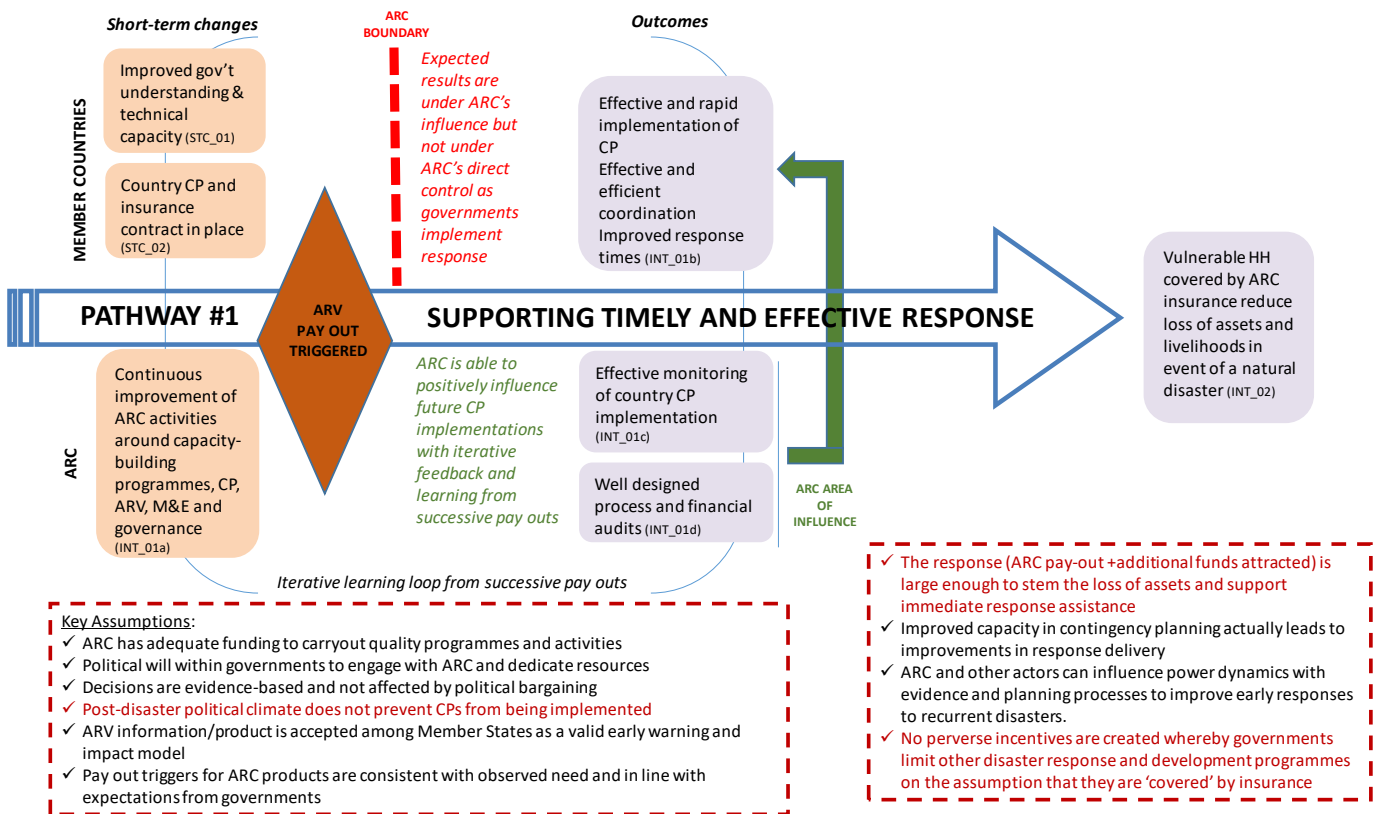 Short-term changes
ARC
BOUNDARY
Outcomes
MEMBER COUNTRIES
Improved gov’t
understanding &
technical
capacity (STC_01)
Country CP and
insurance
contract in place
(STC_02)
Expected
results are
under ARC’s
influence but
not under
ARC’s direct
control as
governments
implement
response
Effective and rapid
implementation of
CP
Effective and
efficient
coordination
Improved response
times (INT_01b)
PATHWAY #1
ARV
PAY OUT
TRIGGERED
SUPPORTING TIMELY AND EFFECTIVE RESPONSE
Vulnerable HH
covered by ARC
insurance reduce
loss of assets and
livelihoods in
event of a natural
disaster (INT_02)
ARC
Continuous
improvement of
ARC activities
around capacity-
building
programmes, CP,
ARV, M&E and
governance
(INT_01a)
ARC is able to
positively influence
future CP
implementations
with iterative
feedback and
learning from
successive pay outs
Effective monitoring
of country CP
implementation
(INT_01c)
Well designed
process and financial
audits (INT_01d)
ARC AREA
OF
INFLUENCE
Iterative learning loop from successive pay outs
Key Assumptions:
✓ ARC has adequate funding to carryout quality programmes and activities
✓ Political will within governments to engage with ARC and dedicate resources
✓ Decisions are evidence-based and not affected by political bargaining
✓ Post-disaster political climate does not prevent CPs from being implemented
✓ ARV information/product is accepted among Member States as a valid early warning and
impact model
✓ Pay out triggers for ARC products are consistent with observed need and in line with
expectations from governments
✓ The response (ARC pay-out +additional funds attracted) is
large enough to stem the loss of assets and support
immediate response assistance
✓ Improved capacity in contingency planning actually leads to
improvements in response delivery
✓ ARC and other actors can influence power dynamics with
evidence and planning processes to improve early responses
to recurrent disasters.
✓ No perverse incentives are created whereby governments
limit other disaster response and development programmes
on the assumption that they are ‘covered’ by insurance